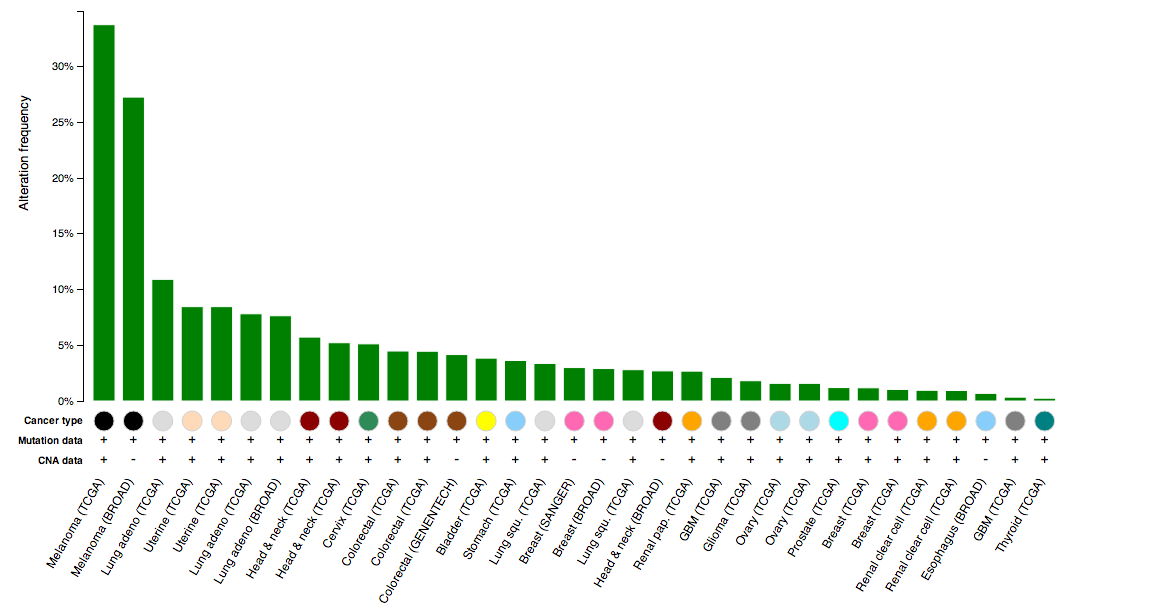 Alteration frequency
30%
25%
20%
15%
10%
5%
0%
Cancer type
Mutation data + + + + + + + + + + + + + + + + + + + + + + + + + + + + + + + + +
CNA data + - + + + + + + + + + + - + + + - - + - + + + + + + + + + + - + +
Melanoma (TCGA)
Melanoma (BROAD)
Lung adeno (TCGA)
Uterine (TCGA)
Uterine (TCGA)
Lung adeno (TCGA)
Lung adeno (BROAD)
Head & neck (TCGA)
Head & neck (TCGA)
Cervix (TCGA)
Colorectal (TCGA)
Colorectal (TCGA)
Colorectal (GENENTECH)
Bladder (TCGA)
Stomach (TCGA)
Lung squ. (TCGA)
Breast (SANGER)
Breast (BROAD)
Lung squ. (TCGA)
Head & neck (BROAD)
Renal pap. (TCGA)
GBM (TCGA)
Glioma (TCGA)
Ovary (TCGA)
Ovary (TCGA)
Prostate (TCGA)
Breast (TCGA)
Breast (TCGA)
Renal clear cell (TCGA)
Renal clear cell (TCGA)
Esophagus (BROAD)
GBM (TCGA)
Thyroid (TCGA)